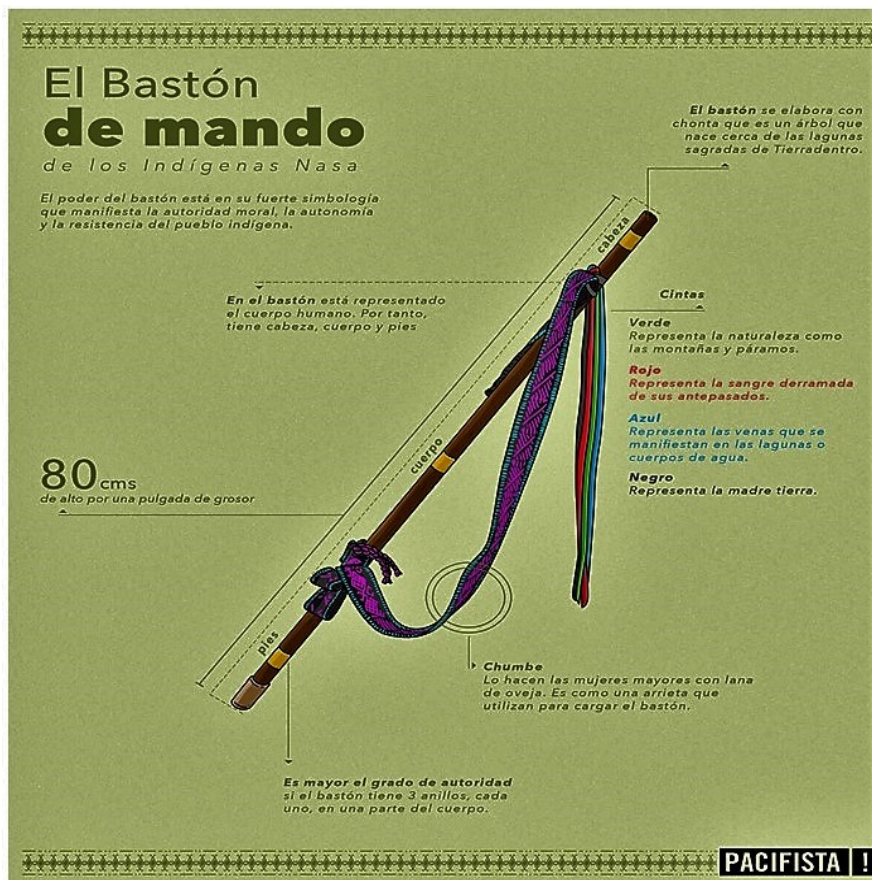 El Bastón
de mando
de los Indígenas Nasa
El poder del bastón está en su fuerte simbología
que manifiesta la autoridad moral, la autonomía
y la resistencia del pueblo indígena.
El bastón se elabora con
chonta que es un árbol que
nace cerca de las lagunas
sagradas de Tierradentro.
cabeza
En el bastón está representado
el cuerpo humano. Por tanto,
tiene cabeza, cuerpo y pies
Cintas
Verde
Representa la naturaleza como
las montañas y páramos.
Rojo
Representa la sangre derramada
de sus antepasados.
Azul
Representa las venas que se
manifiestan en las lagunas o
cuerpos de agua.
Negro
Representa la madre tierra.
cuerpo
80cms
de alto por una pulgada de grosor
pies
Chumbe
Lo hacen las mujeres mayores con lana
de oveja. Es como una arrieta que
utilizan para cargar el bastón.
Es mayor el grado de autoridad
si el bastón tiene 3 anillos, cada
uno, en una parte del cuerpo.
PACIFISTA !